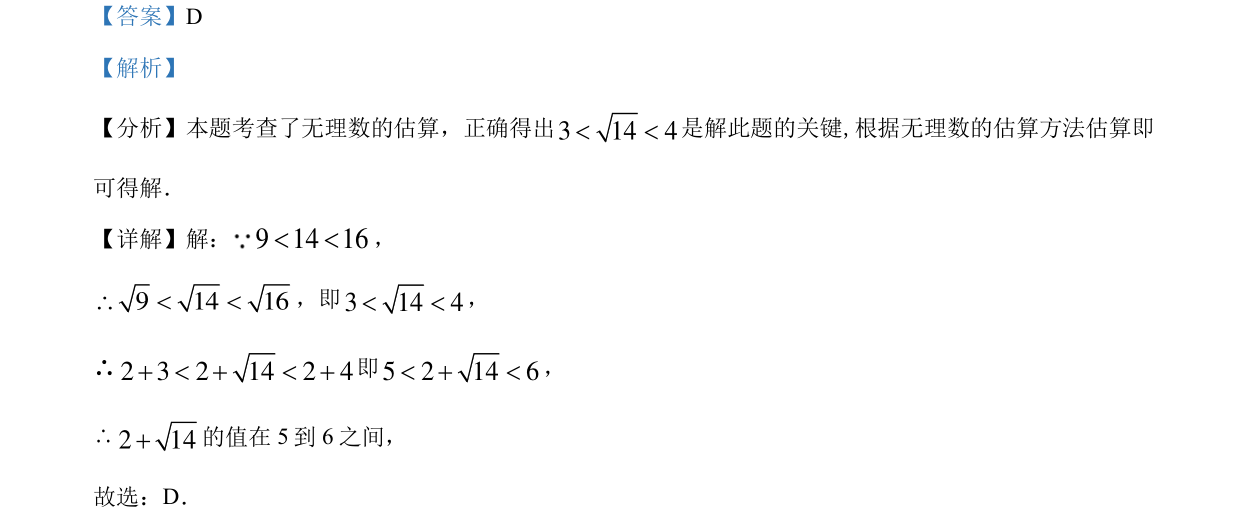 【答案】D
【解析】
【分析】本题考查了无理数的估算，正确得出3<√14<4是解此题的关键,根据无理数的估算方法估算即
可得解．
【详解】解：∵9<14<16，
∴√9<√14<√16，即3<√14<4，
∴2+3<2+√14<2+4即5<2+√14<6，
∴2+√14的值在5到6之间，
故选：D．